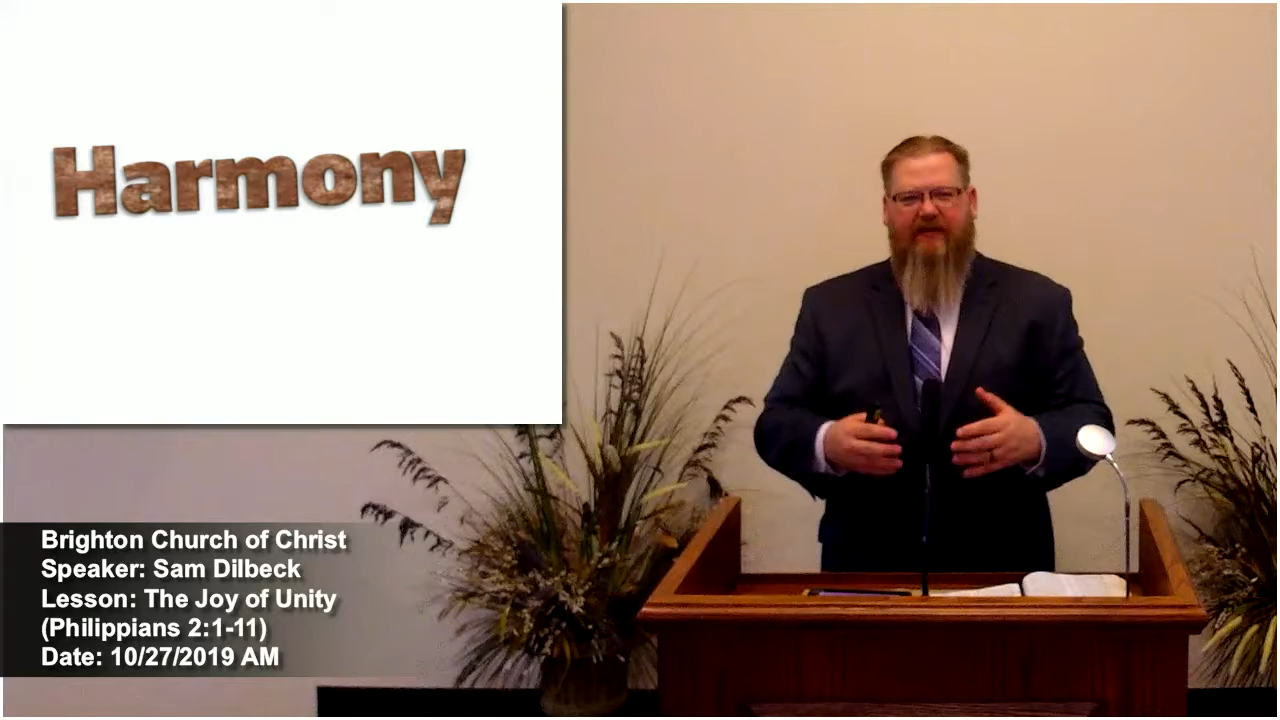 Harmony
Brighton Church of Christ
Speaker: Sam Dilbeck
Lesson: The Joy of Unity
(Philippians 2:1-11)
Date: 10/27/2019 AM